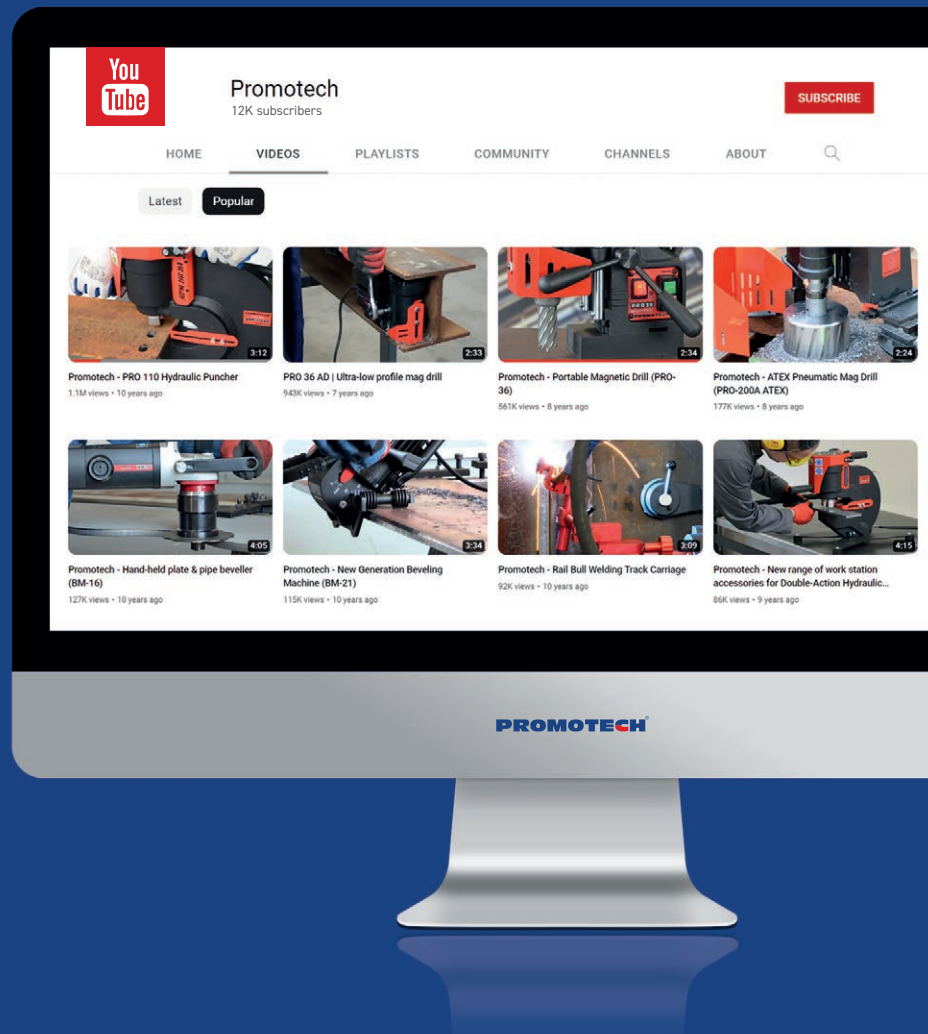 You
Tube
Promotech
12K subscribers
SUBSCRIBE
HOME VIDEOS PLAYLISTS COMMUNITY CHANNELS ABOUT
Latest Popular
3:12
2:33
PRO 36
2:34
2:24
Promotech - PRO 110 Hydraulic Puncher
1.1M views • 10 years ago
PRO 36 AD | Ultra-low profile mag drill
943K views • 7 years ago
Promotech - Portable Magnetic Drill (PRO-
36)
561K views • 8 years ago
Promotech - ATEX Pneumatic Mag Drill
(PRO-200A ATEX)
177K views • 8 years ago
4:05
3:34
3:09
4:15
Promotech - Hand-held plate & pipe beveller
(BM-16)
127K views • 10 years ago
Promotech - New Generation Beveling
Machine (BM-21)
115K views • 10 years ago
Promotech - Rail Bull Welding Track Carriage
92K views • 10 years ago
Promotech - New range of work station
accessories for Double-Action Hydraulic...
86K views • 9 years ago
PROMOTECH®